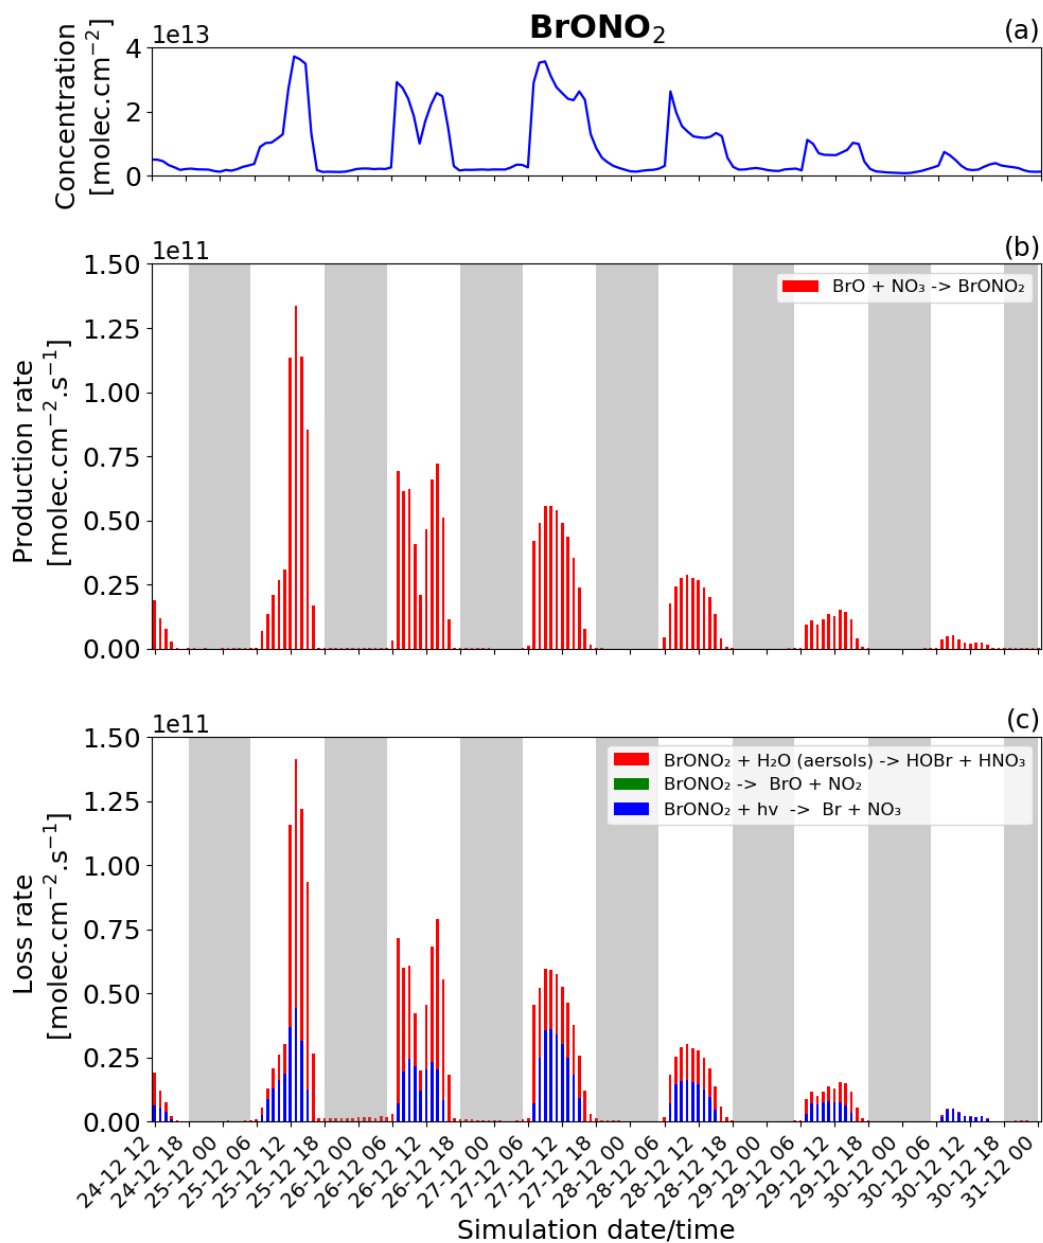 BrONO₂
(a)
1e13
Concentration
[molec.cm⁻²]
4
2
0
1e11
(b)
Production rate
[molec.cm⁻².s⁻¹]
1.50
1.25
1.00
0.75
0.50
0.25
0.00
BrO + NO₃ -> BrONO₂
1e11
(c)
Loss rate
[molec.cm⁻².s⁻¹]
1.50
1.25
1.00
0.75
0.50
0.25
0.00
BrONO₂ + H₂O (aersols) -> HOBr + HNO₃
BrONO₂ -> BrO + NO₂
BrONO₂ + hv -> Br + NO₃
24-12 12
24-12 18
25-12 00
25-12 06
25-12 12
25-12 18
26-12 00
26-12 06
26-12 12
26-12 18
27-12 00
27-12 06
27-12 12
27-12 18
28-12 00
28-12 06
28-12 12
28-12 18
29-12 00
29-12 06
29-12 12
29-12 18
30-12 00
30-12 06
30-12 12
30-12 18
31-12 00
Simulation date/time